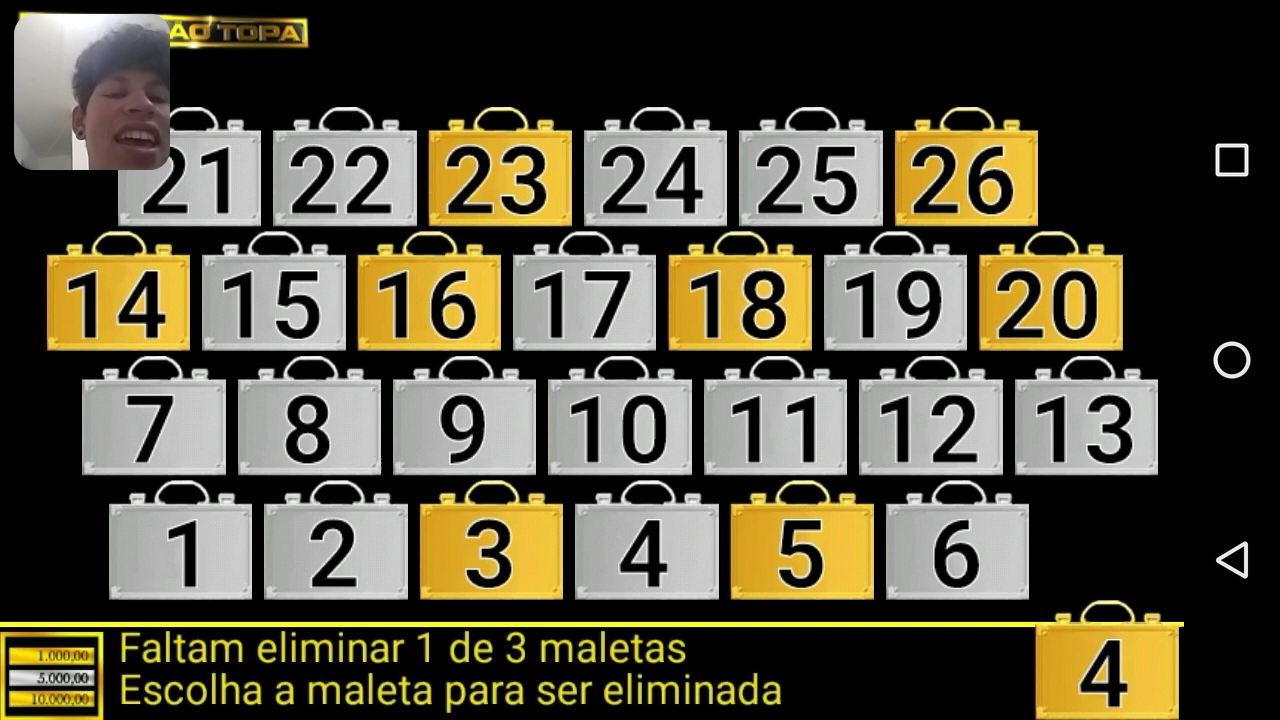 ÃO TOPA
21 22 23 24 25 26
14 15 16 17 18 19 20
7 8 9 10 11 12 13
1 2 3 4 5 6
1.000,00
5.000,00
10.000,00
Faltam eliminar 1 de 3 maletas
Escolha a maleta para ser eliminada
4